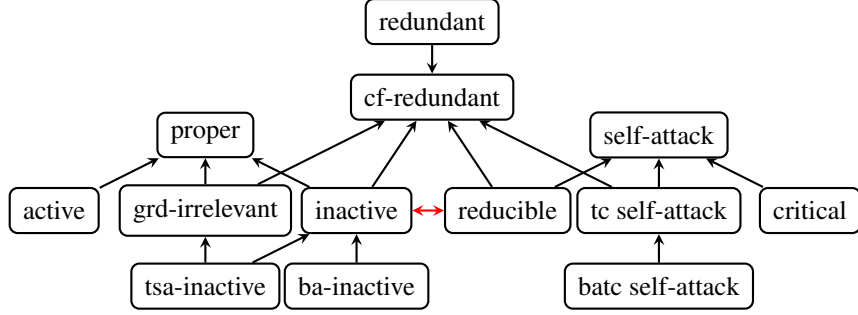 redundant
cf-redundant
proper
self-attack
active
grd-irrelevant
inactive
reducible
tc self-attack
critical
tsa-inactive
ba-inactive
batc self-attack